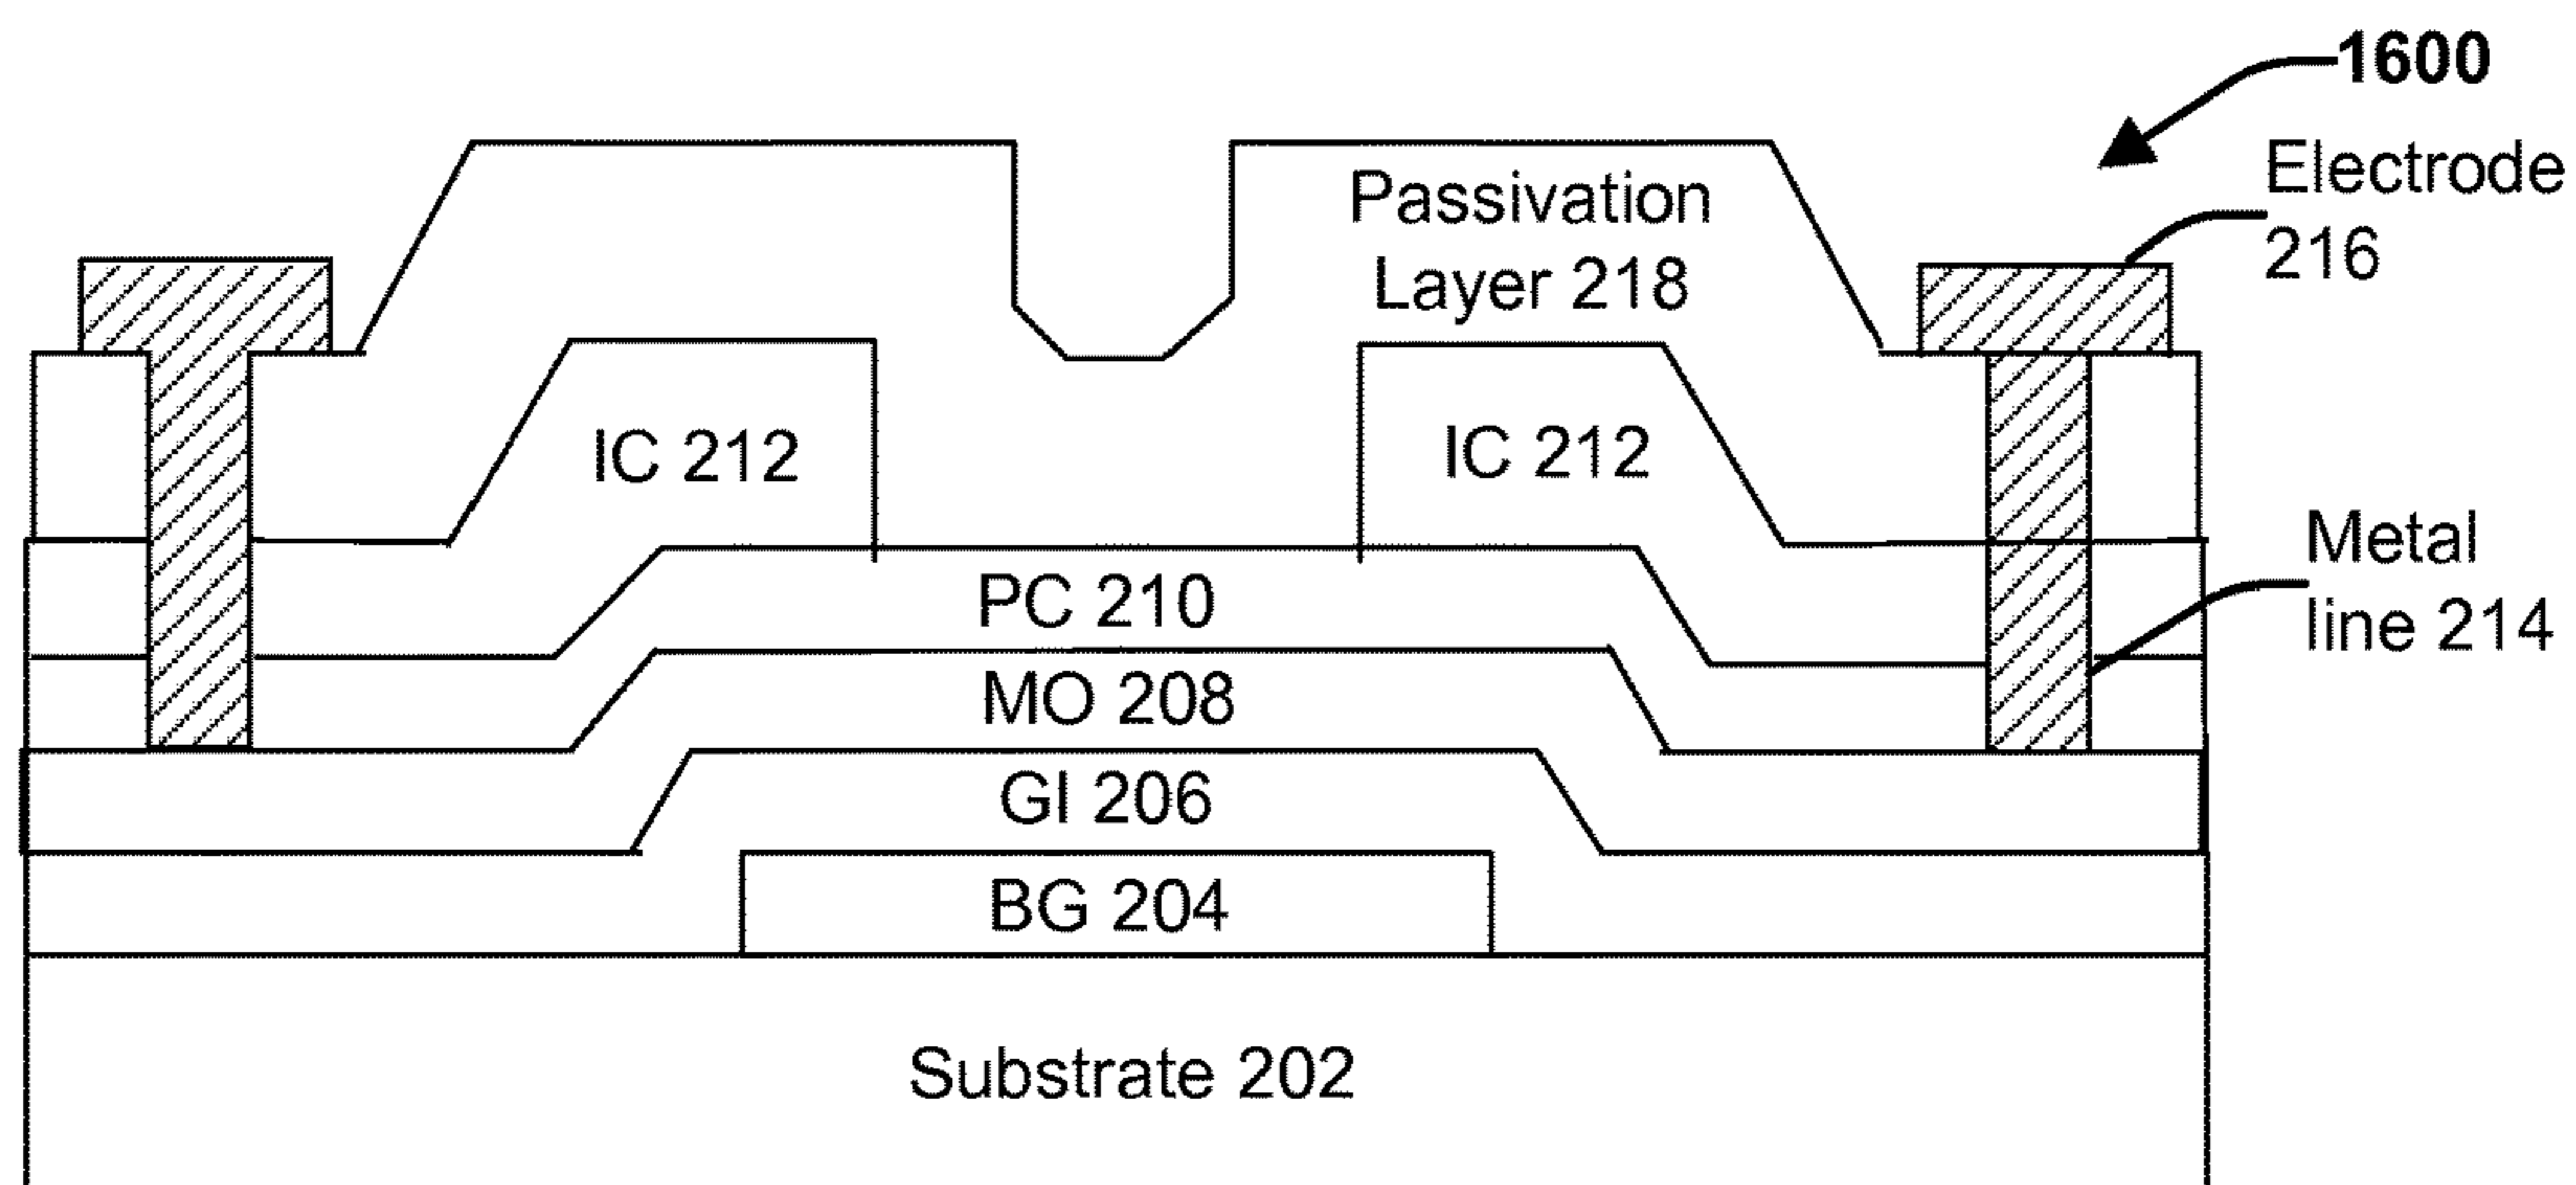 1600
Electrode
216
Passivation
Layer 218
IC 212
IC 212
Metal
line 214
PC 210
MO 208
GI 206
BG 204
Substrate 202